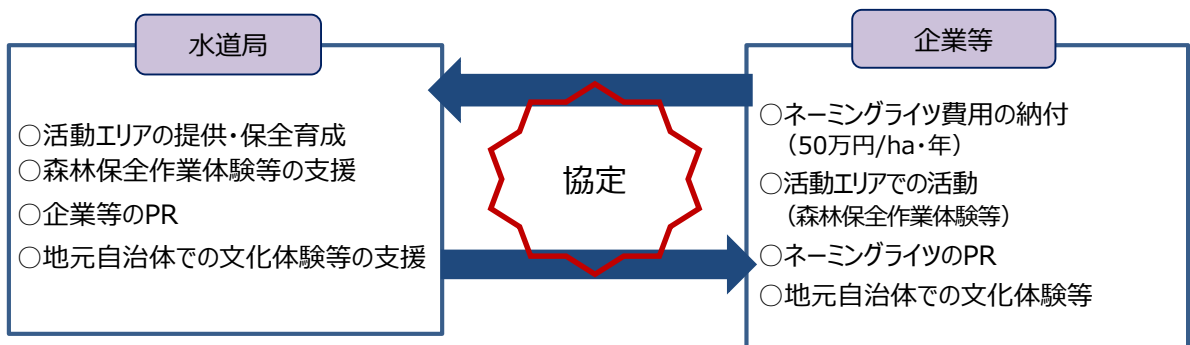 水道局
○活動エリアの提供・保全育成
○森林保全作業体験等の支援
○企業等のPR
○地元自治体での文化体験等の支援
協定
企業等
○ネーミングライツ費用の納付
（50万円/ha・年）
○活動エリアでの活動
（森林保全作業体験等）
○ネーミングライツのPR
○地元自治体での文化体験等